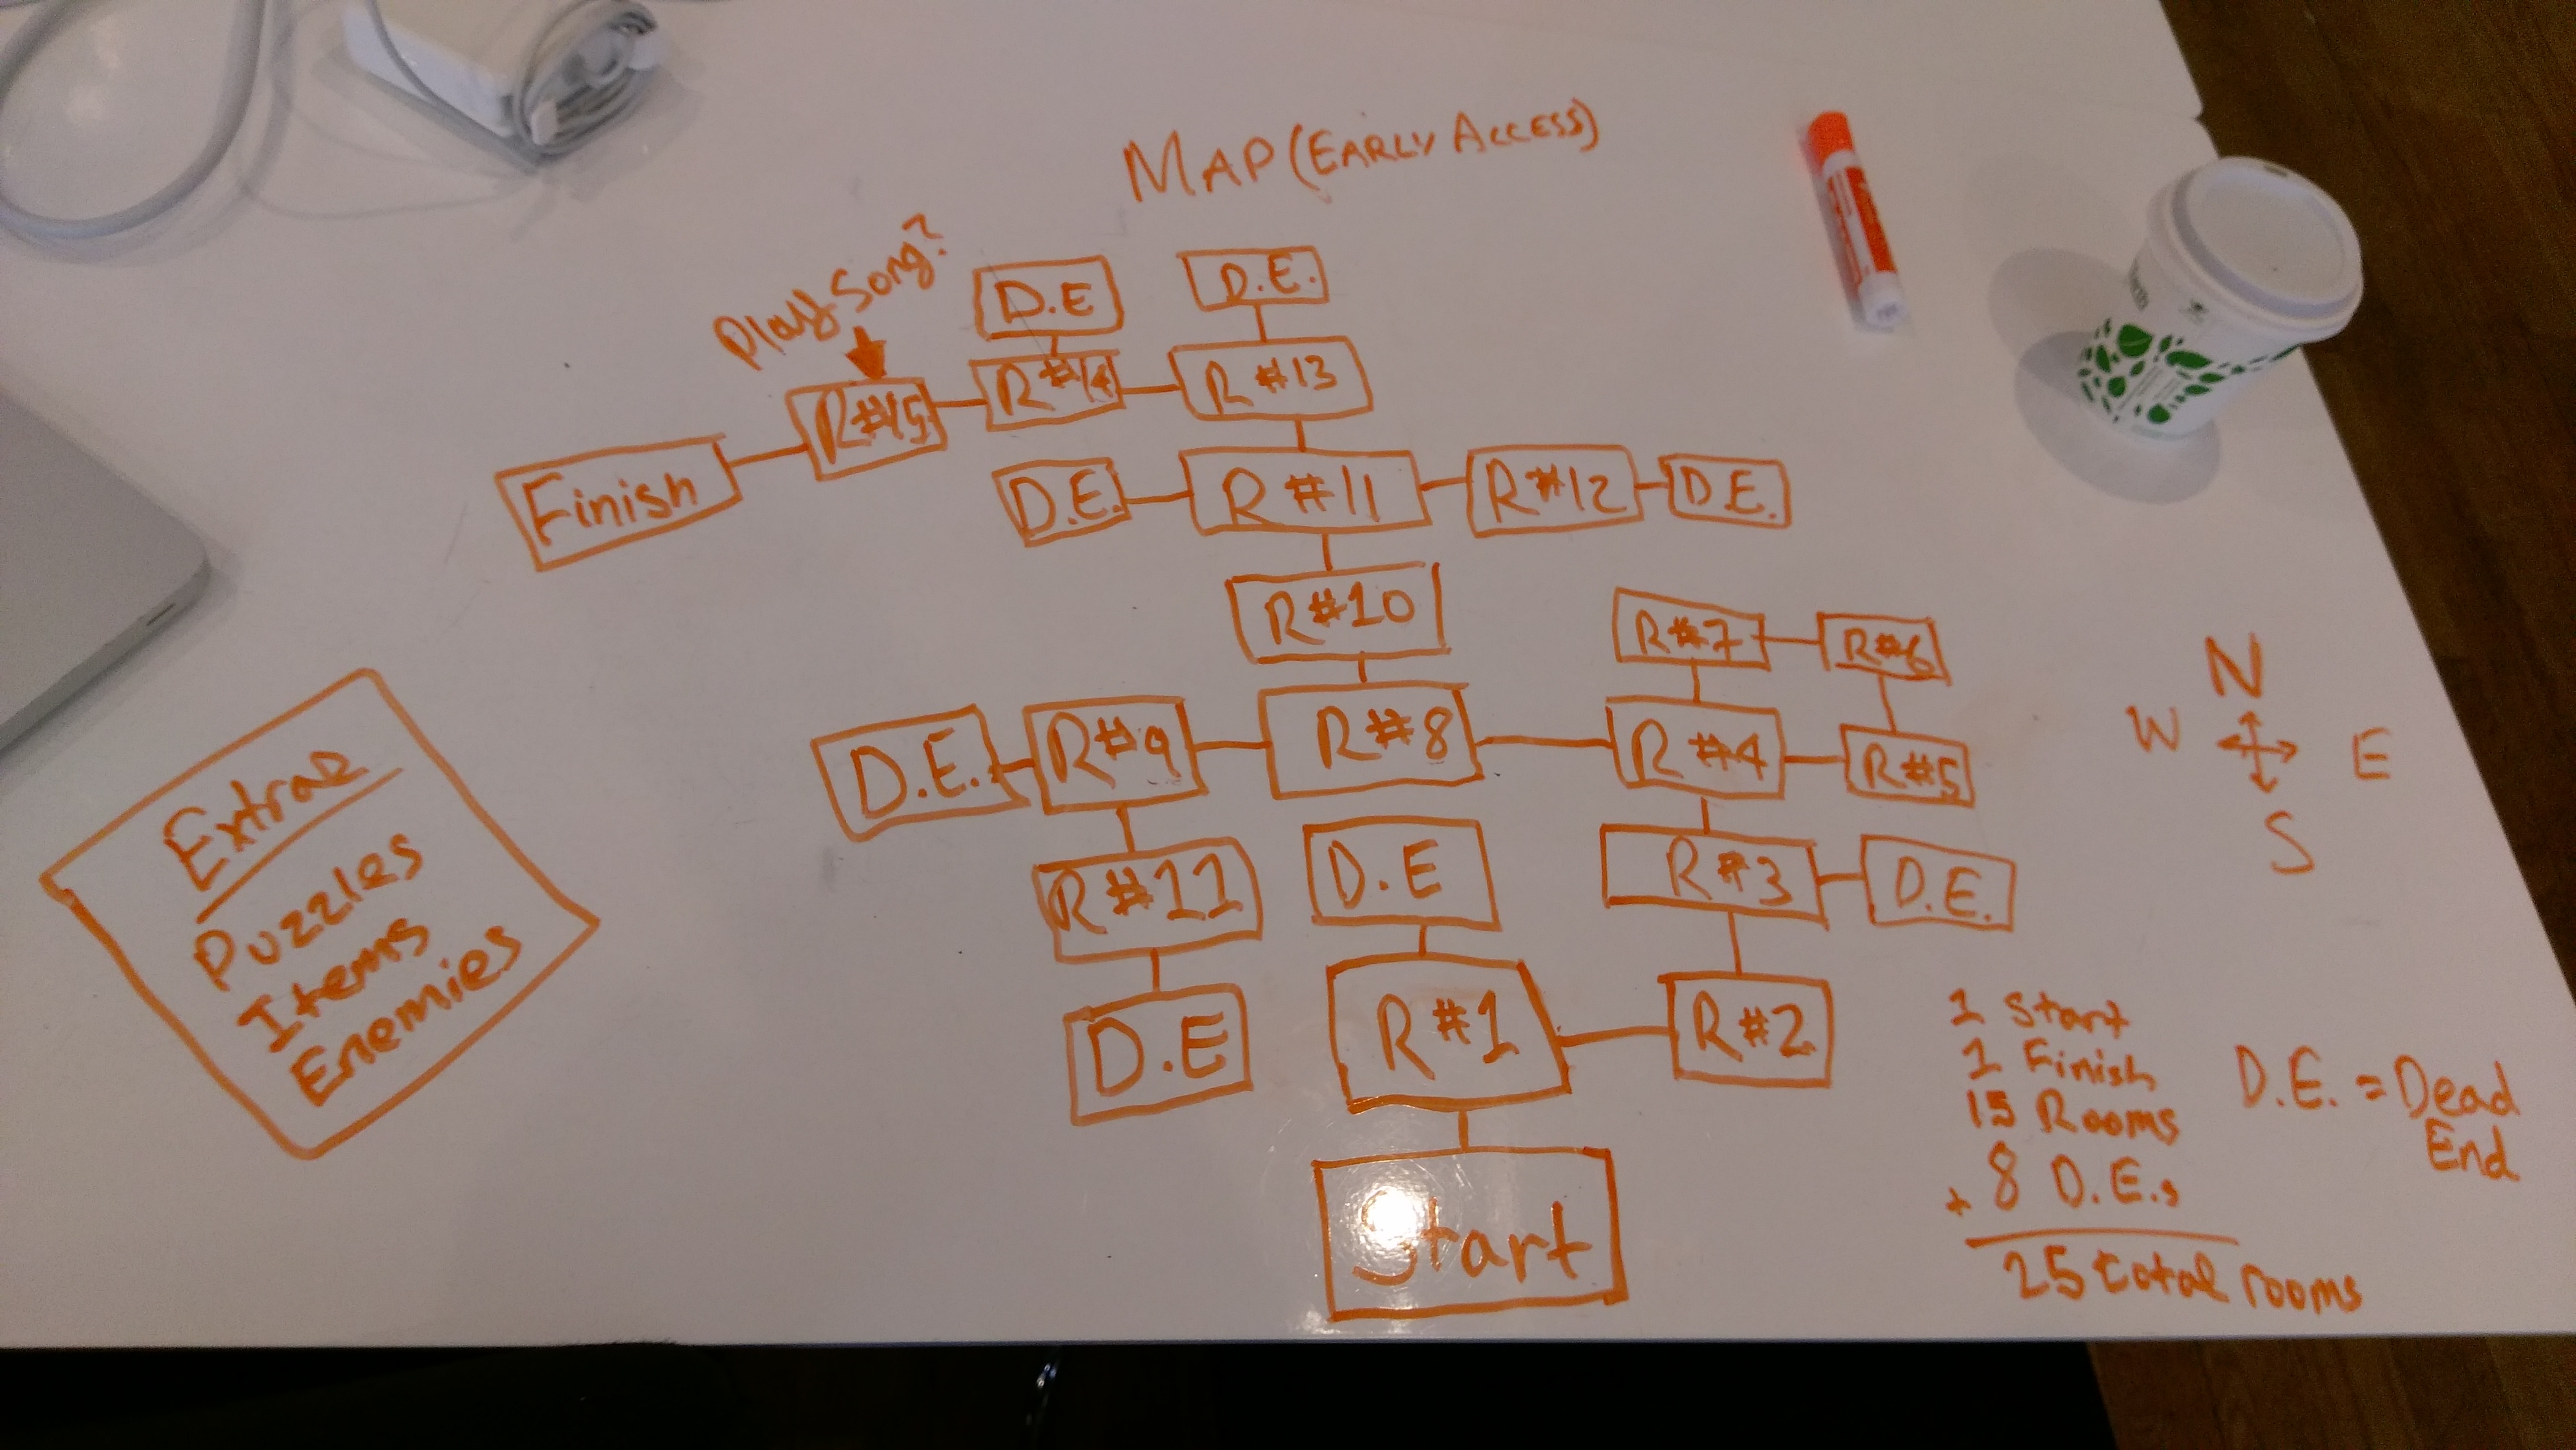 MAP (EARLY ACCESS)
Play Song?
D.E
D.E.
R#15
R#14
R #13
Finish
D.E.
R #11
R#12
D.E.
R#10
R#7
R#6
D.E.
R#9
R#8
R #4
R#5
N
W
E
S
R#11
D.E
R#3
D.E.
D.E
R#1
R#2
Start
Extras
Puzzles
Items
Enemies
1 Start
1 Finish
15 Rooms
+ 8 D.E.s
25 total rooms
D.E. = Dead
End